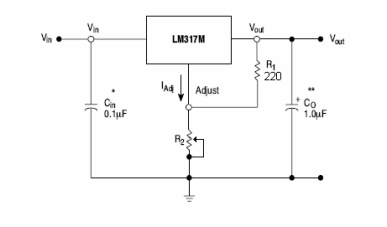 Vin
Vin
LM317M
Vout
Vout
R1
220
IAdj
Adjust
*
Cin
0.1μF
**
+ CO
1.0μF
R2